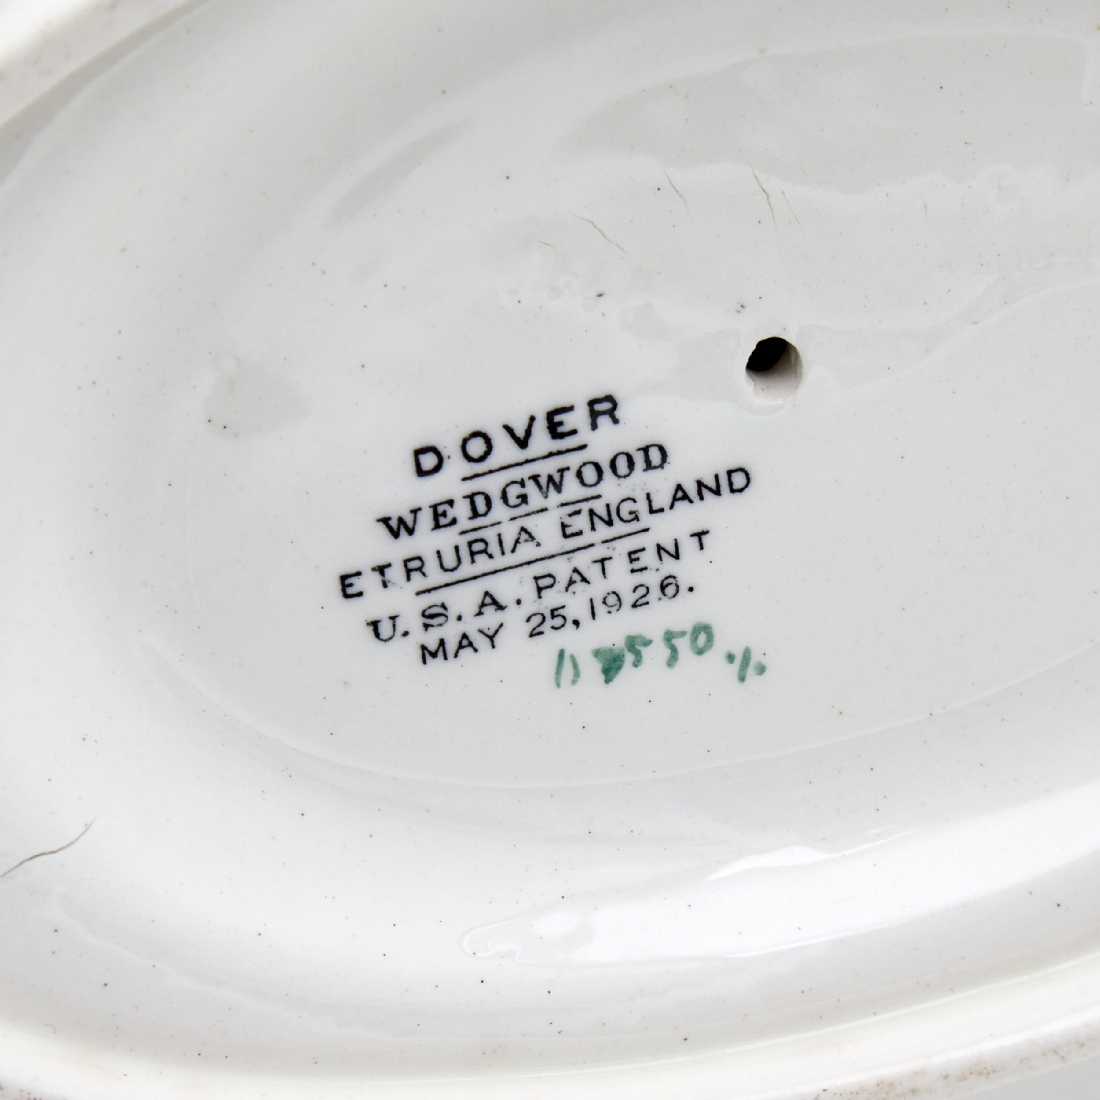 DOVER
WEDGWOOD
ETRURIA ENGLAND
U.S.A. PATENT
MAY 25, 1926.